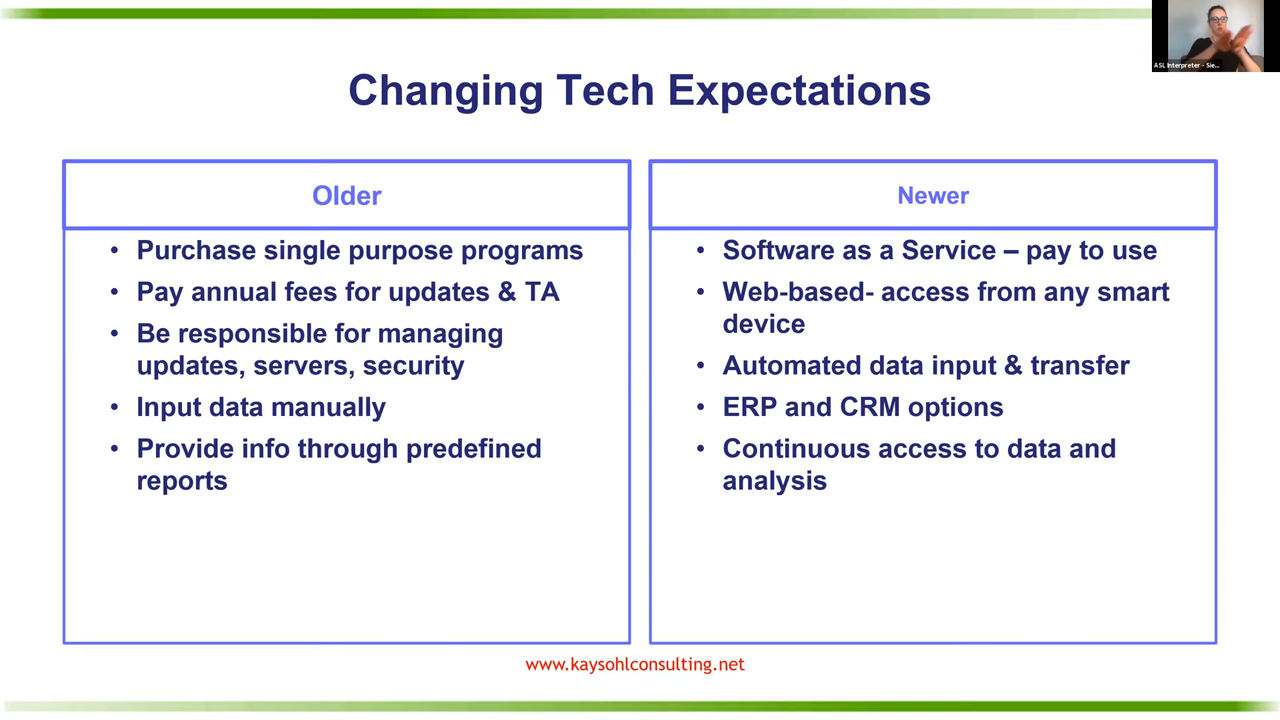 ASL Interpreter - Sie...
Changing Tech Expectations
Older
• Purchase single purpose programs
• Pay annual fees for updates & TA
• Be responsible for managing
updates, servers, security
• Input data manually
• Provide info through predefined
reports
Newer
• Software as a Service – pay to use
• Web-based- access from any smart
device
• Automated data input & transfer
• ERP and CRM options
• Continuous access to data and
analysis
www.kaysohlconsulting.net